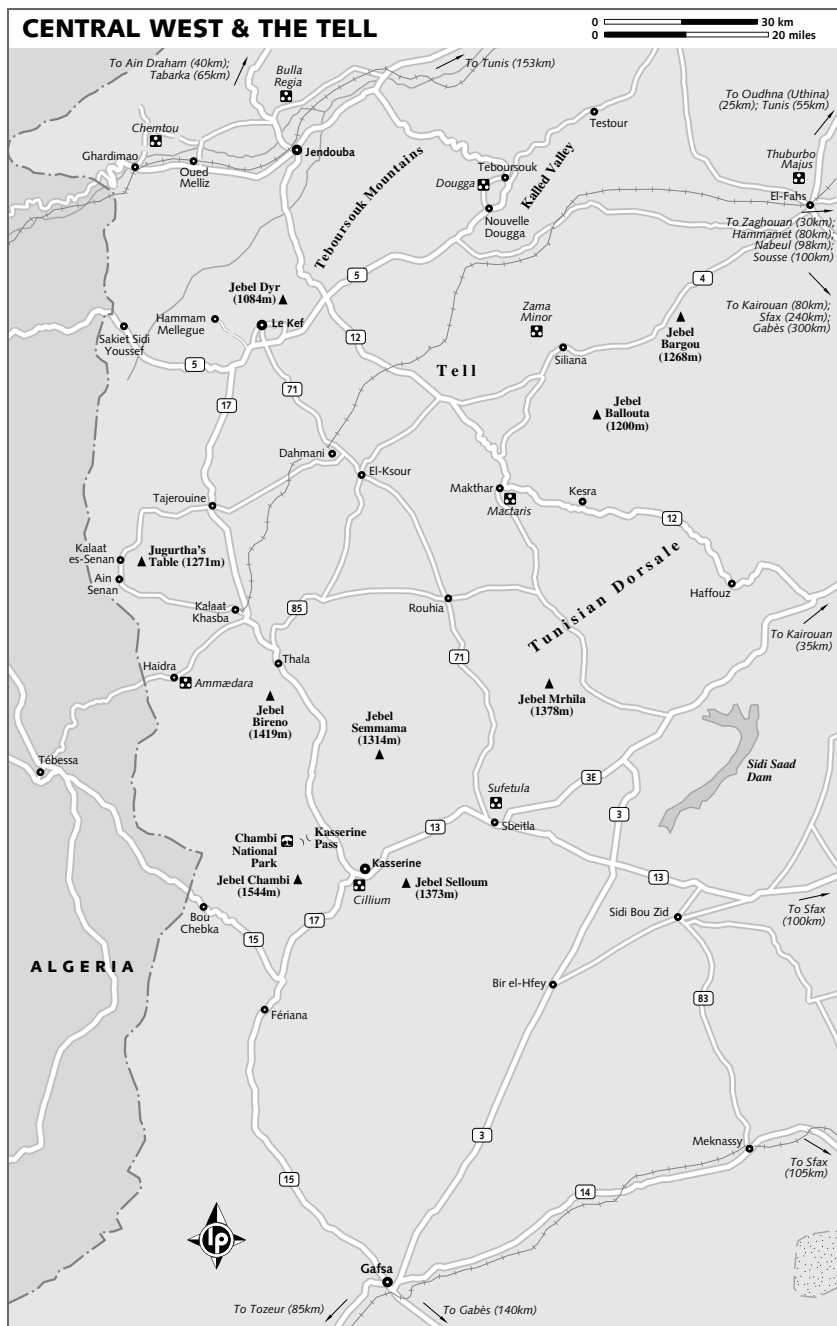 CENTRAL WEST & THE TELL
0 30 km
0 20 miles
To Ain Draham (40km);
Tabarka (65km)
Bulla
Regia
To Tunis (153km)
To Oudhna (Uthina)
(25km); Tunis (55km)
Testour
Chemtou
Ghardimao
Oued
Melliz
Jendouba
Teboursouk Mountains
Teboursouk
Dougga
Kalled Valley
Nouvelle
Dougga
Thuburbo
Majus
El-Fahs
To Zaghouan (30km);
Hammamet (80km);
Nabeul (98km);
Sousse (100km)
5
4
Jebel Dyr
(1084m)
To Kairouan (80km);
Sfax (240km);
Gabès (300km)
Hammam
Mellegue
Le Kef
Zama
Minor
Jebel
Bargou
(1268m)
Sakiet Sidi
Youssef
12
Siliana
5
Tell
71
17
Jebel
Ballouta
(1200m)
Dahmani
El-Ksour
Makthar
Mactaris
Kesra
Tajerouine
12
Kalaat
es-Senan
Jugurtha's
Table (1271m)
Ain
Senan
Tunisian Dorsale
Haffouz
Kalaat
Khasba
85
Rouhia
To Kairouan
(35km)
71
Thala
Haidra
Ammædara
Jebel
Bireno
(1419m)
Jebel Mrhila
(1378m)
Jebel
Semmama
(1314m)
Tébessa
Sidi Saad
Dam
3E
Sufetula
3
Sbeitla
13
Chambi
National
Park
Kasserine
Pass
Kasserine
Jebel Chambi
(1544m)
Cillium
Jebel Selloum
(1373m)
13
To Sfax
(100km)
Bou
Chebka
17
Sidi Bou Zid
15
ALGERIA
Bir el-Hfey
83
Fériana
3
Meknassy
To Sfax
(105km)
15
14
lp
Gafsa
To Tozeur (85km)
To Gabès (140km)